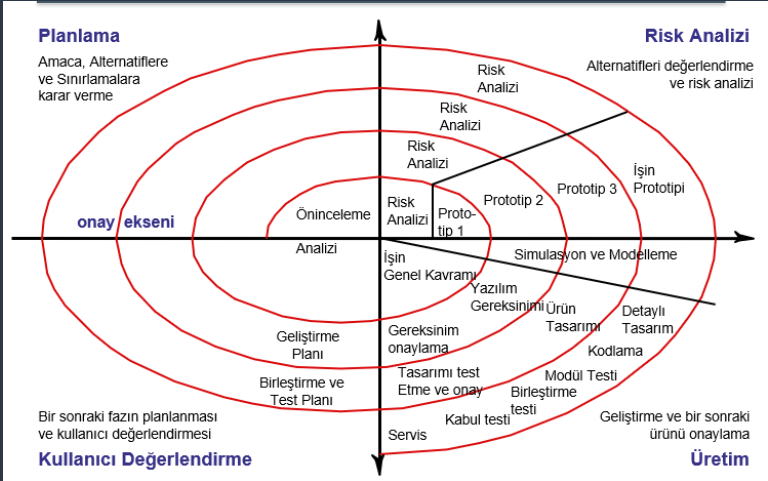 Planlama
Amaca, Alternatiflere
ve Sınırlamalara
karar verme
Risk Analizi
Alternatifleri değerlendirme
ve risk analizi
Risk
Analizi
Risk
Analizi
Risk
Analizi
Risk
Analizi
Proto-
tip 1
Prototip 2
Prototip 3
İşin
Prototipi
onay ekseni
Öninceleme
Analizi
İşin
Genel Kavramı
Simulasyon ve Modelleme
Yazılım
Gereksinimi
Ürün
Tasarımı
Detaylı
Tasarım
Geliştirme
Planı
Gereksinim
onaylama
Kodlama
Birleştirme ve
Test Planı
Tasarımı test
Etme ve onay
Modül Testi
Birleştirme
testi
Kabul testi
Servis
Bir sonraki fazın planlanması
ve kullanıcı değerlendirmesi
Kullanıcı Değerlendirme
Geliştirme ve bir sonraki
ürünü onaylama
Üretim